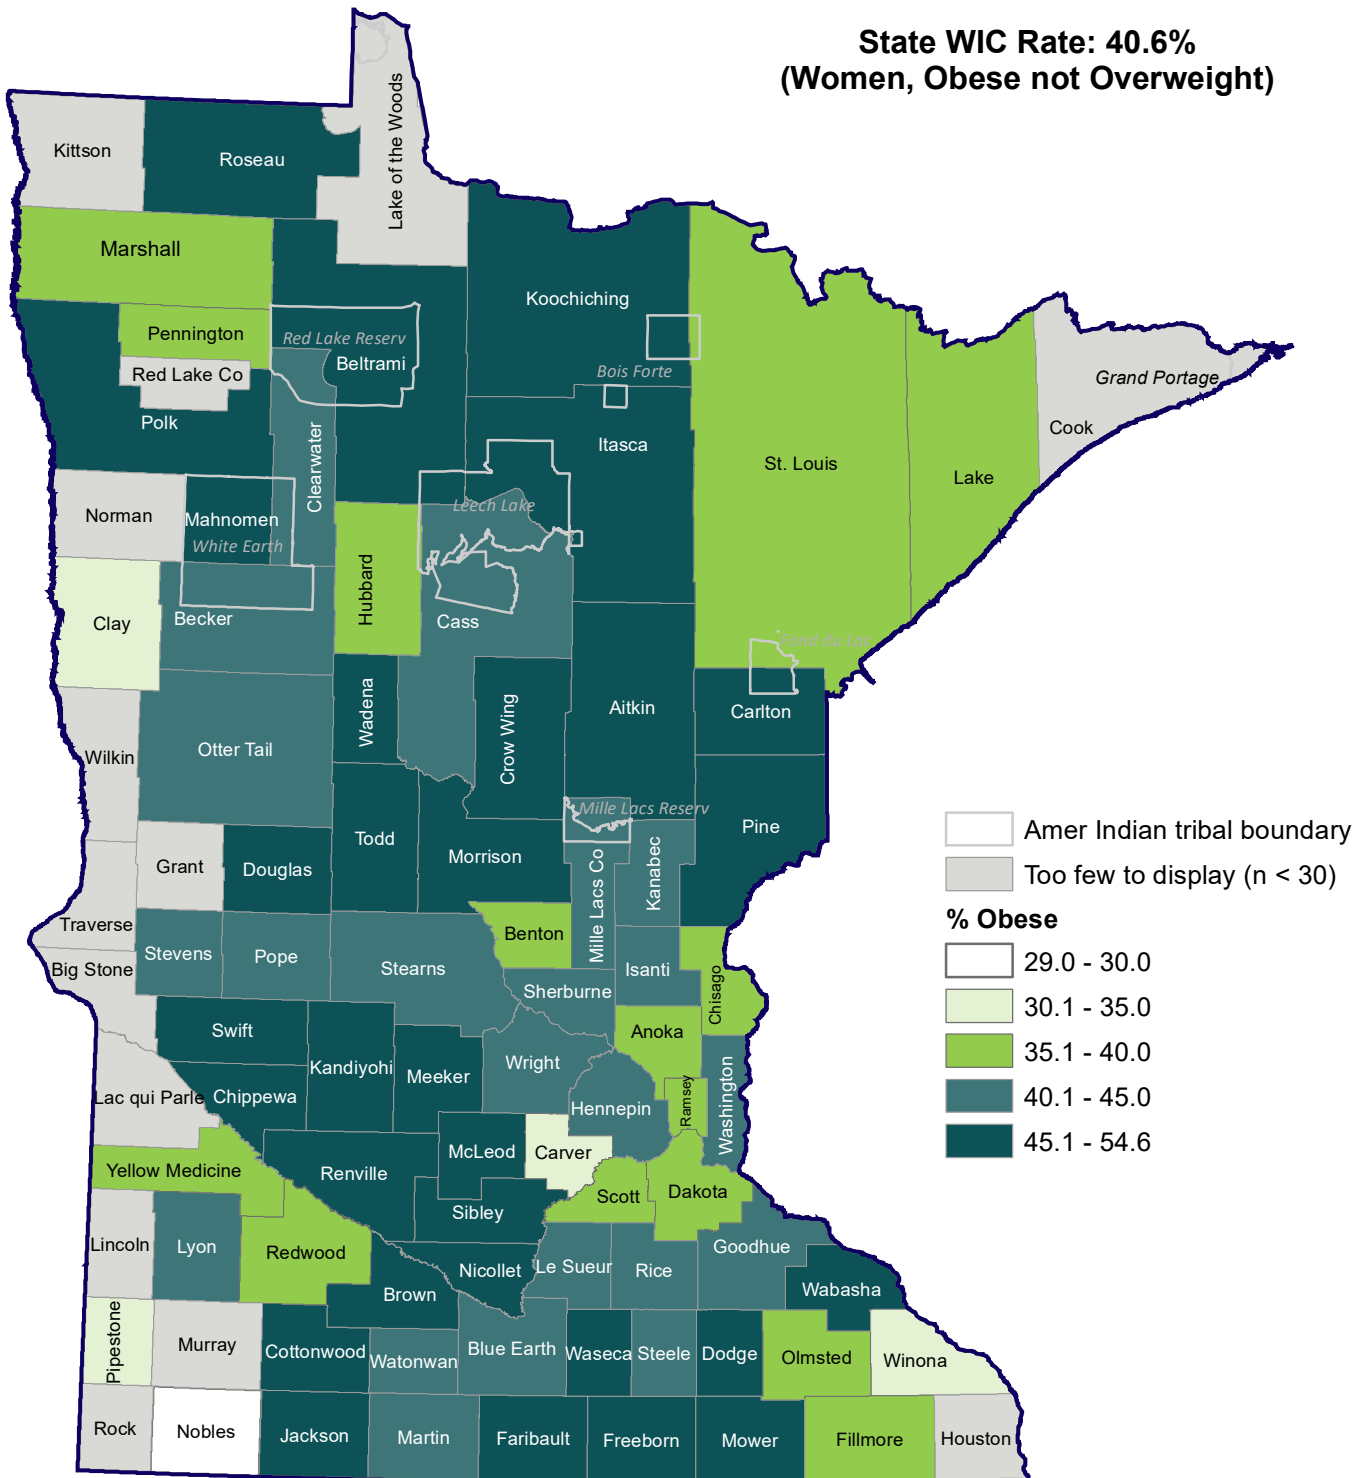 State WIC Rate: 40.6%
(Women, Obese not Overweight)
Kittson
Roseau
Lake of the Woods
Marshall
Koochiching
Pennington
Red Lake Reserv
Beltrami
Red Lake Co
Bois Forte
Grand Portage
Polk
Cook
Itasca
Clearwater
St. Louis
Lake
Leech Lake
Norman
Mahnomen
White Earth
Hubbard
Clay
Becker
Cass
Fond du Lac
Wadena
Crow Wing
Aitkin
Carlton
Otter Tail
Wilkin
Mille Lacs Reserv
Pine
Amer Indian tribal boundary
Todd
Morrison
Grant
Douglas
Too few to display (n < 30)
Mille Lacs Co
Kanabec
Traverse
% Obese
Benton
Stevens
Pope
Stearns
Big Stone
Isanti
29.0 - 30.0
Sherburne
Chisago
30.1 - 35.0
Swift
Anoka
35.1 - 40.0
Kandiyohi
Wright
Meeker
Washington
Lac qui Parle
Chippewa
Hennepin
Ramsey
40.1 - 45.0
45.1 - 54.6
McLeod
Carver
Yellow Medicine
Renville
Scott
Dakota
Sibley
Lincoln
Lyon
Redwood
Goodhue
Nicollet
Le Sueur
Rice
Brown
Wabasha
Pipestone
Murray
Cottonwood
Watonwan
Blue Earth
Waseca
Steele
Dodge
Olmsted
Winona
Rock
Nobles
Jackson
Martin
Faribault
Freeborn
Mower
Fillmore
Houston